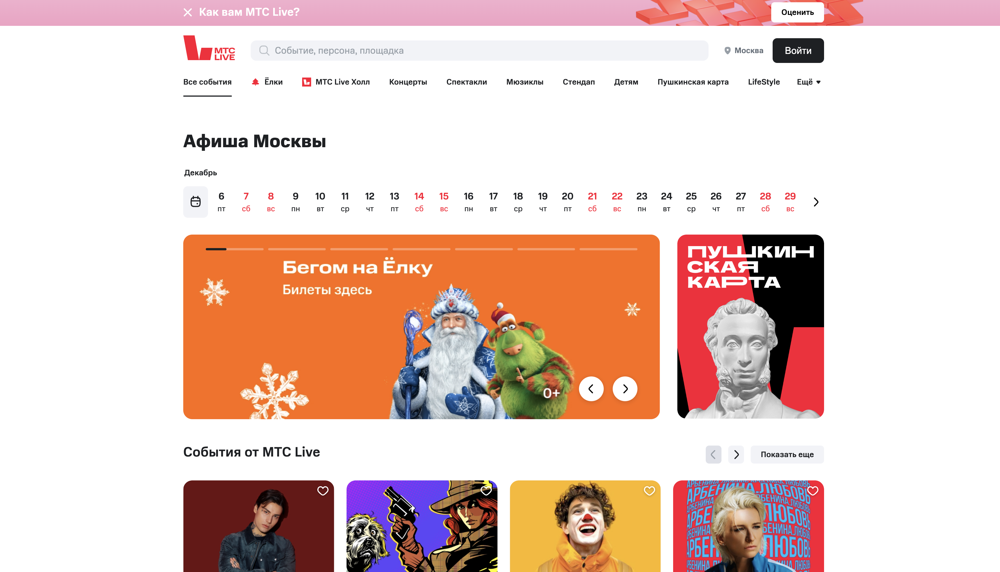 Как вам МТС Live?
Оценить
МТС
LIVE
Событие, персона, площадка
Москва
Войти
Все события
Ёлки
МТС Live Холл
Концерты
Спектакли
Мюзиклы
Стендап
Детям
Пушкинская карта
LifeStyle
Ещё
Афиша Москвы
Декабрь
6 7 8 9 10 11 12 13 14 15 16 17 18 19 20 21 22 23 24 25 26 27 28 29
пт сб вс пн вт ср чт пт сб вс пн вт ср чт пт сб вс пн вт ср чт пт сб вс
Бегом на Ёлку
Билеты здесь
0+
ПУШКИН
СКАЯ
КАРТА
События от МТС Live
Показать еще
АРБЕНИНА.ЛЮБОВЬ